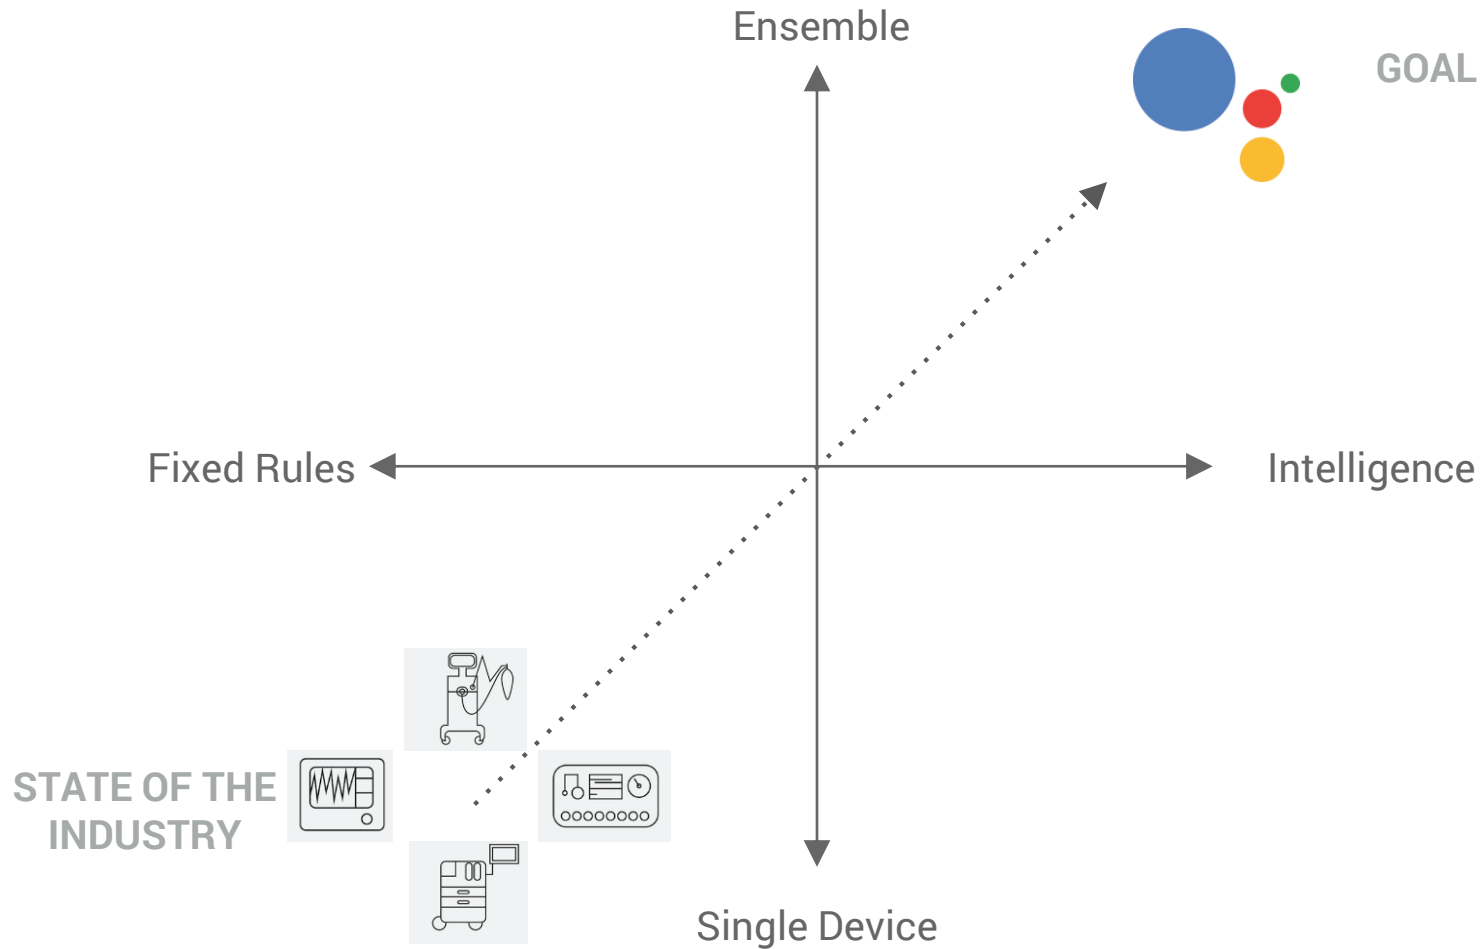 Ensemble
GOAL
Fixed Rules
Intelligence
STATE OF THE
INDUSTRY
Single Device